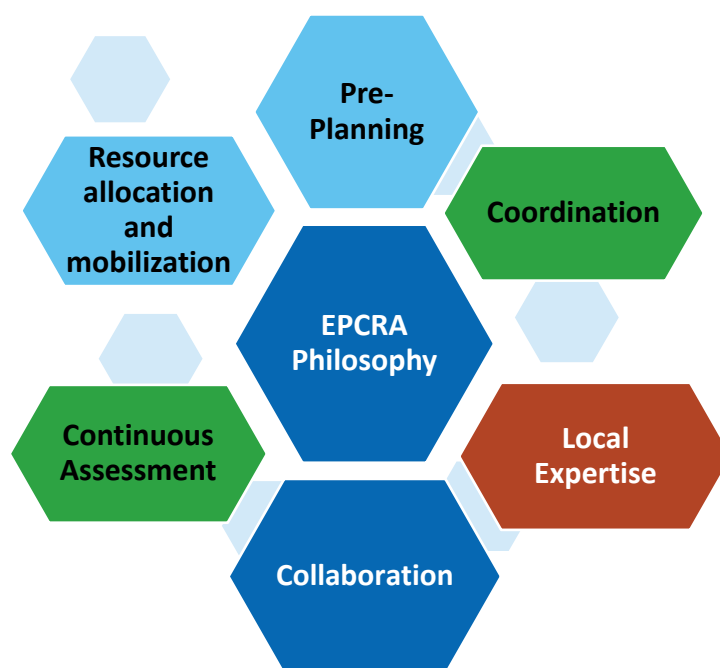 Pre-
Planning
Resource
allocation
and
mobilization
Coordination
EPCRA
Philosophy
Continuous
Assessment
Local
Expertise
Collaboration